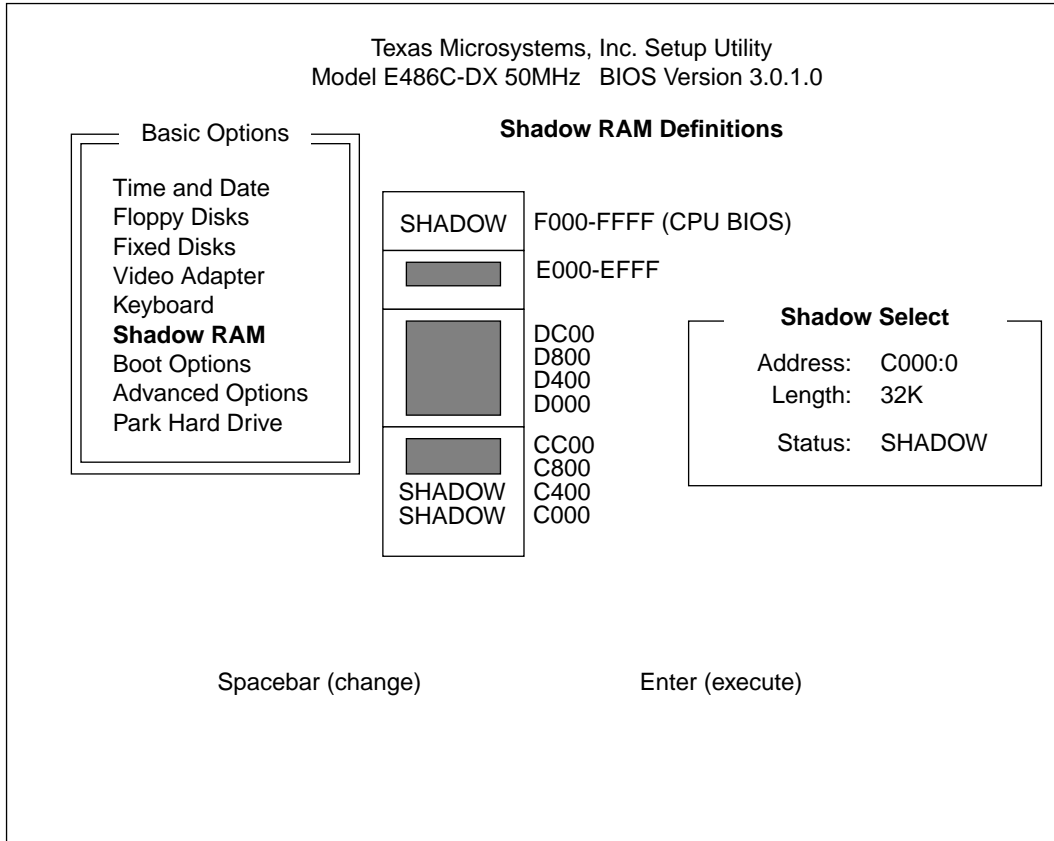 Texas Microsystems, Inc. Setup Utility
Model E486C-DX 50MHz   BIOS Version 3.0.1.0
Basic Options
Time and Date
Floppy Disks
Fixed Disks
Video Adapter
Keyboard
Shadow RAM
Boot Options
Advanced Options
Park Hard Drive
Shadow RAM Definitions
SHADOW F000-FFFF (CPU BIOS)
E000-EFFF
DC00
D800
D400
D000
CC00
C800
SHADOW C400
SHADOW C000
Shadow Select
Address: C000:0
Length: 32K
Status: SHADOW
Spacebar (change) Enter (execute)